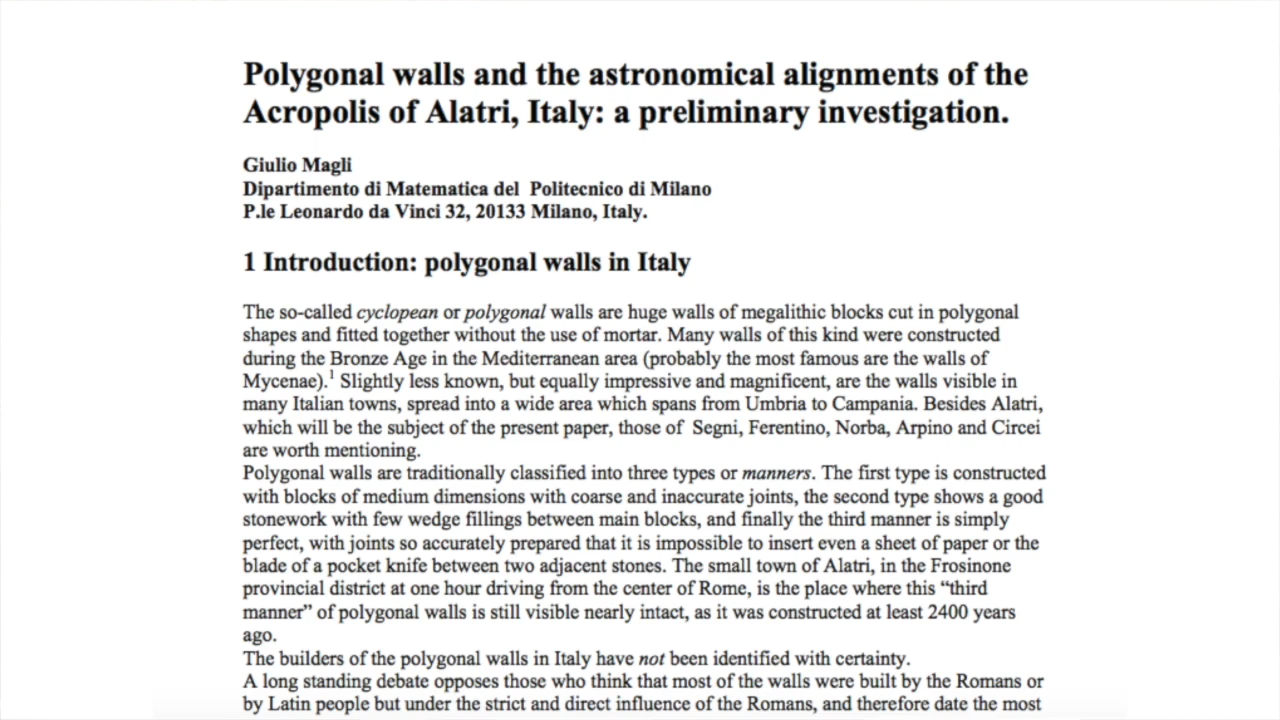 Polygonal walls and the astronomical alignments of the
Acropolis of Alatri, Italy: a preliminary investigation.
Giulio Magli
Dipartimento di Matematica del Politecnico di Milano
P.le Leonardo da Vinci 32, 20133 Milano, Italy.
1 Introduction: polygonal walls in Italy
The so-called cyclopean or polygonal walls are huge walls of megalithic blocks cut in polygonal
shapes and fitted together without the use of mortar. Many walls of this kind were constructed
during the Bronze Age in the Mediterranean area (probably the most famous are the walls of
Mycenae).1 Slightly less known, but equally impressive and magnificent, are the walls visible in
many Italian towns, spread into a wide area which spans from Umbria to Campania. Besides Alatri,
which will be the subject of the present paper, those of Segni, Ferentino, Norba, Arpino and Circei
are worth mentioning.
Polygonal walls are traditionally classified into three types or manners. The first type is constructed
with blocks of medium dimensions with coarse and inaccurate joints, the second type shows a good
stonework with few wedge fillings between main blocks, and finally the third manner is simply
perfect, with joints so accurately prepared that it is impossible to insert even a sheet of paper or the
blade of a pocket knife between two adjacent stones. The small town of Alatri, in the Frosinone
provincial district at one hour driving from the center of Rome, is the place where this “third
manner” of polygonal walls is still visible nearly intact, as it was constructed at least 2400 years
ago.
The builders of the polygonal walls in Italy have not been identified with certainty.
A long standing debate opposes those who think that most of the walls were built by the Romans or
by Latin people but under the strict and direct influence of the Romans, and therefore date the most